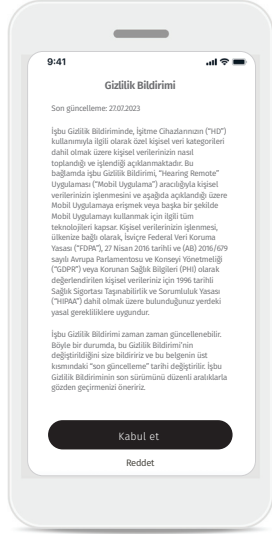 9:41
Gizlilik Bildirimi
Son güncelleme: 27.07.2023
İşbu Gizlilik Bildiriminde, İşitme Cihazlarınızın (“HD”)
kullanımıyla ilgili olarak özel kişisel veri kategorileri
dahil olmak üzere kişisel verilerinizin nasıl
toplandığı ve işlendiği açıklanmaktadır. Bu
bağlamda işbu Gizlilik Bildirimi, “Hearing Remote”
Uygulaması (“Mobil Uygulama”) aracılığıyla kişisel
verilerinizin işlenmesini ve aşağıda açıklandığı üzere
Mobil Uygulamaya erişmek veya başka bir şekilde
Mobil Uygulamayı kullanmak için ilgili tüm
teknolojileri kapsar. Kişisel verilerinizin işlenmesi,
ülkenize bağlı olarak, İsviçre Federal Veri Koruma
Yasası (“FDPA”), 27 Nisan 2016 tarihli ve (AB) 2016/679
sayılı Avrupa Parlamentosu ve Konseyi Yönetmeliği
(“GDPR”) veya Korunan Sağlık Bilgileri (PHI) olarak
değerlendirilen kişisel verileriniz için 1996 tarihli
Sağlık Sigortası Taşınabilirlik ve Sorumluluk Yasası
(“HIPAA”) dahil olmak üzere bulunduğunuz yerdeki
yasal gerekliliklere uygundur.
İşbu Gizlilik Bildirimi zaman zaman güncellenebilir.
Böyle bir durumda, bu Gizlilik Bildirimi’nin
değiştirildiğini size bildiririz ve bu belgenin üst
kısmındaki “son güncelleme” tarihi değiştirilir. İşbu
Gizlilik Bildiriminin son sürümünü düzenli aralıklarla
gözden geçirmenizi öneririz.
Kabul et
Reddet